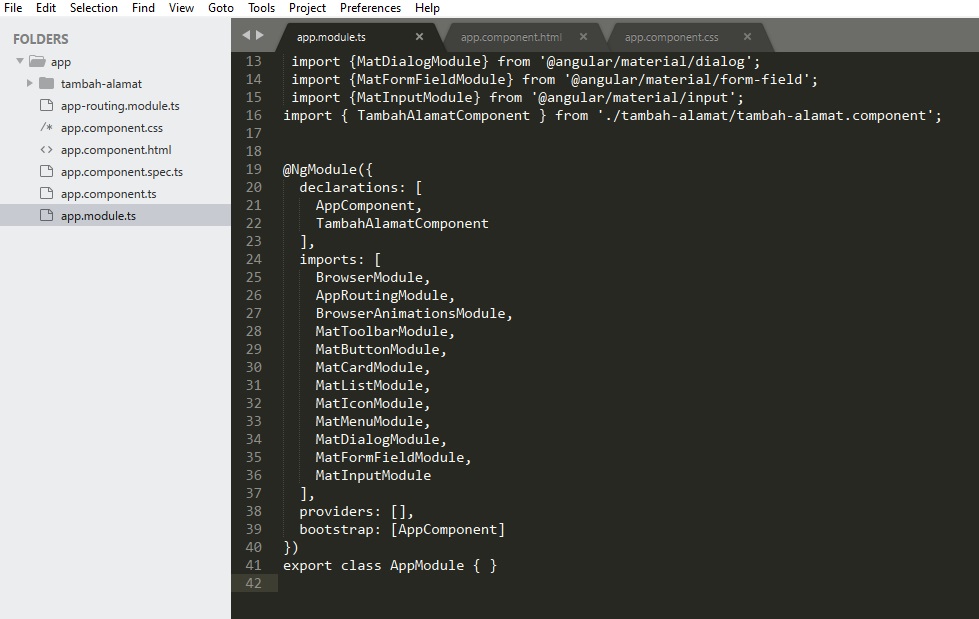 File Edit Selection Find View Goto Tools Project Preferences Help
FOLDERS
app
tambah-alamat
app-routing.module.ts
/* app.component.css
<> app.component.html
app.component.spec.ts
app.component.ts
app.module.ts
app.module.ts × app.component.html × app.component.css ×
13 import {MatDialogModule} from '@angular/material/dialog';
14 import {MatFormFieldModule} from '@angular/material/form-field';
15 import {MatInputModule} from '@angular/material/input';
16 import { TambahAlamatComponent } from './tambah-alamat/tambah-alamat.component';
17
18
19 @NgModule({
20 declarations: [
21 AppComponent,
22 TambahAlamatComponent
23 ],
24 imports: [
25 BrowserModule,
26 AppRoutingModule,
27 BrowserAnimationsModule,
28 MatToolbarModule,
29 MatButtonModule,
30 MatCardModule,
31 MatListModule,
32 MatIconModule,
33 MatMenuModule,
34 MatDialogModule,
35 MatFormFieldModule,
36 MatInputModule
37 ],
38 providers: [],
39 bootstrap: [AppComponent]
40 })
41 export class AppModule { }
42